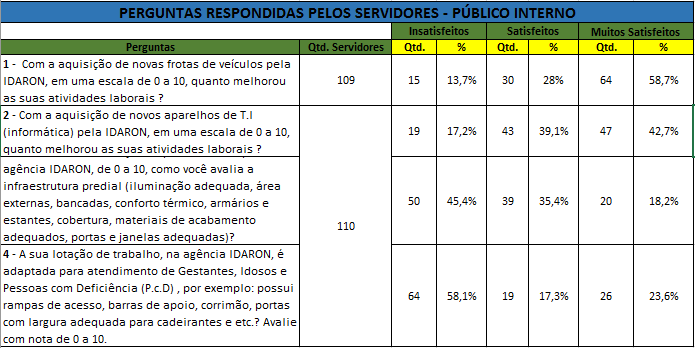 PERGUNTAS RESPONDIDAS PELOS SERVIDORES - PÚBLICO INTERNO
Insatisfeitos Satisfeitos Muitos Satisfeitos
Perguntas Qtd. Servidores Qtd. % Qtd. % Qtd. %
1 - Com a aquisição de novas frotas de veículos pela
IDARON, em uma escala de 0 a 10, quanto melhorou
as suas atividades laborais ?
109 15 13,7% 30 28% 64 58,7%
2 - Com a aquisição de novos aparelhos de T.I
(informática) pela IDARON, em uma escala de 0 a 10,
quanto melhorou as suas atividades laborais ?
19 17,2% 43 39,1% 47 42,7%
agência IDARON, de 0 a 10, como você avalia a
infraestrutura predial (iluminação adequada, área
externas, bancadas, conforto térmico, armários e
estantes, cobertura, materiais de acabamento
adequados, portas e janelas adequadas)?
50 45,4% 39 35,4% 20 18,2%
110
4 - A sua lotação de trabalho, na agência IDARON, é
adaptada para atendimento de Gestantes, Idosos e
Pessoas com Deficiência (P.c.D) , por exemplo: possui
rampas de acesso, barras de apoio, corrimão, portas
com largura adequada para cadeirantes e etc.? Avalie
com nota de 0 a 10.
64 58,1% 19 17,3% 26 23,6%